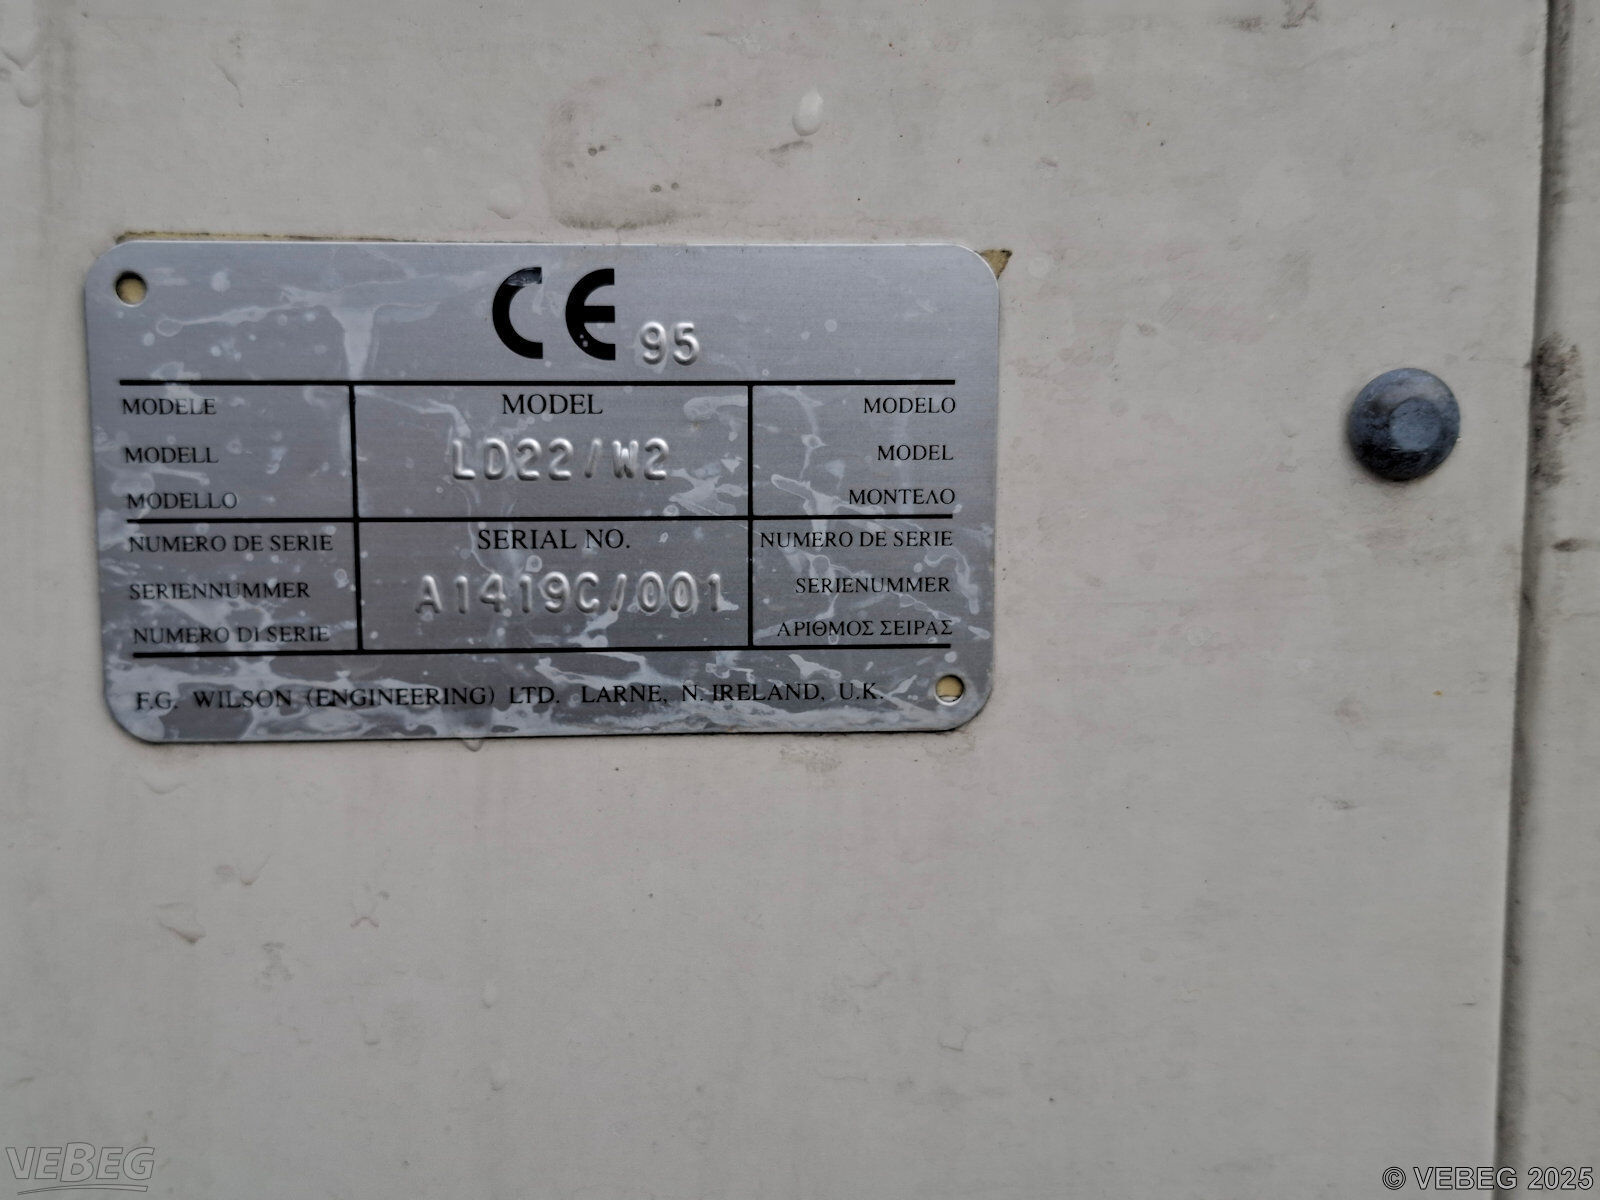 CE 95
MODELE MODEL MODELO
MODELL LD22/W2 MODEL
MODELLO ΜΟΝΤΕΛΟ
NUMERO DE SERIE SERIAL NO. NUMERO DE SERIE
SERIENNUMMER A1419C/001 SERIENUMMER
NUMERO DI SERIE ΑΡΙΘΜΟΣ ΣΕΙΡΑΣ
F.G. WILSON (ENGINEERING) LTD. LARNE, N. IRELAND, U.K.
VEBEG
© VEBEG 2025